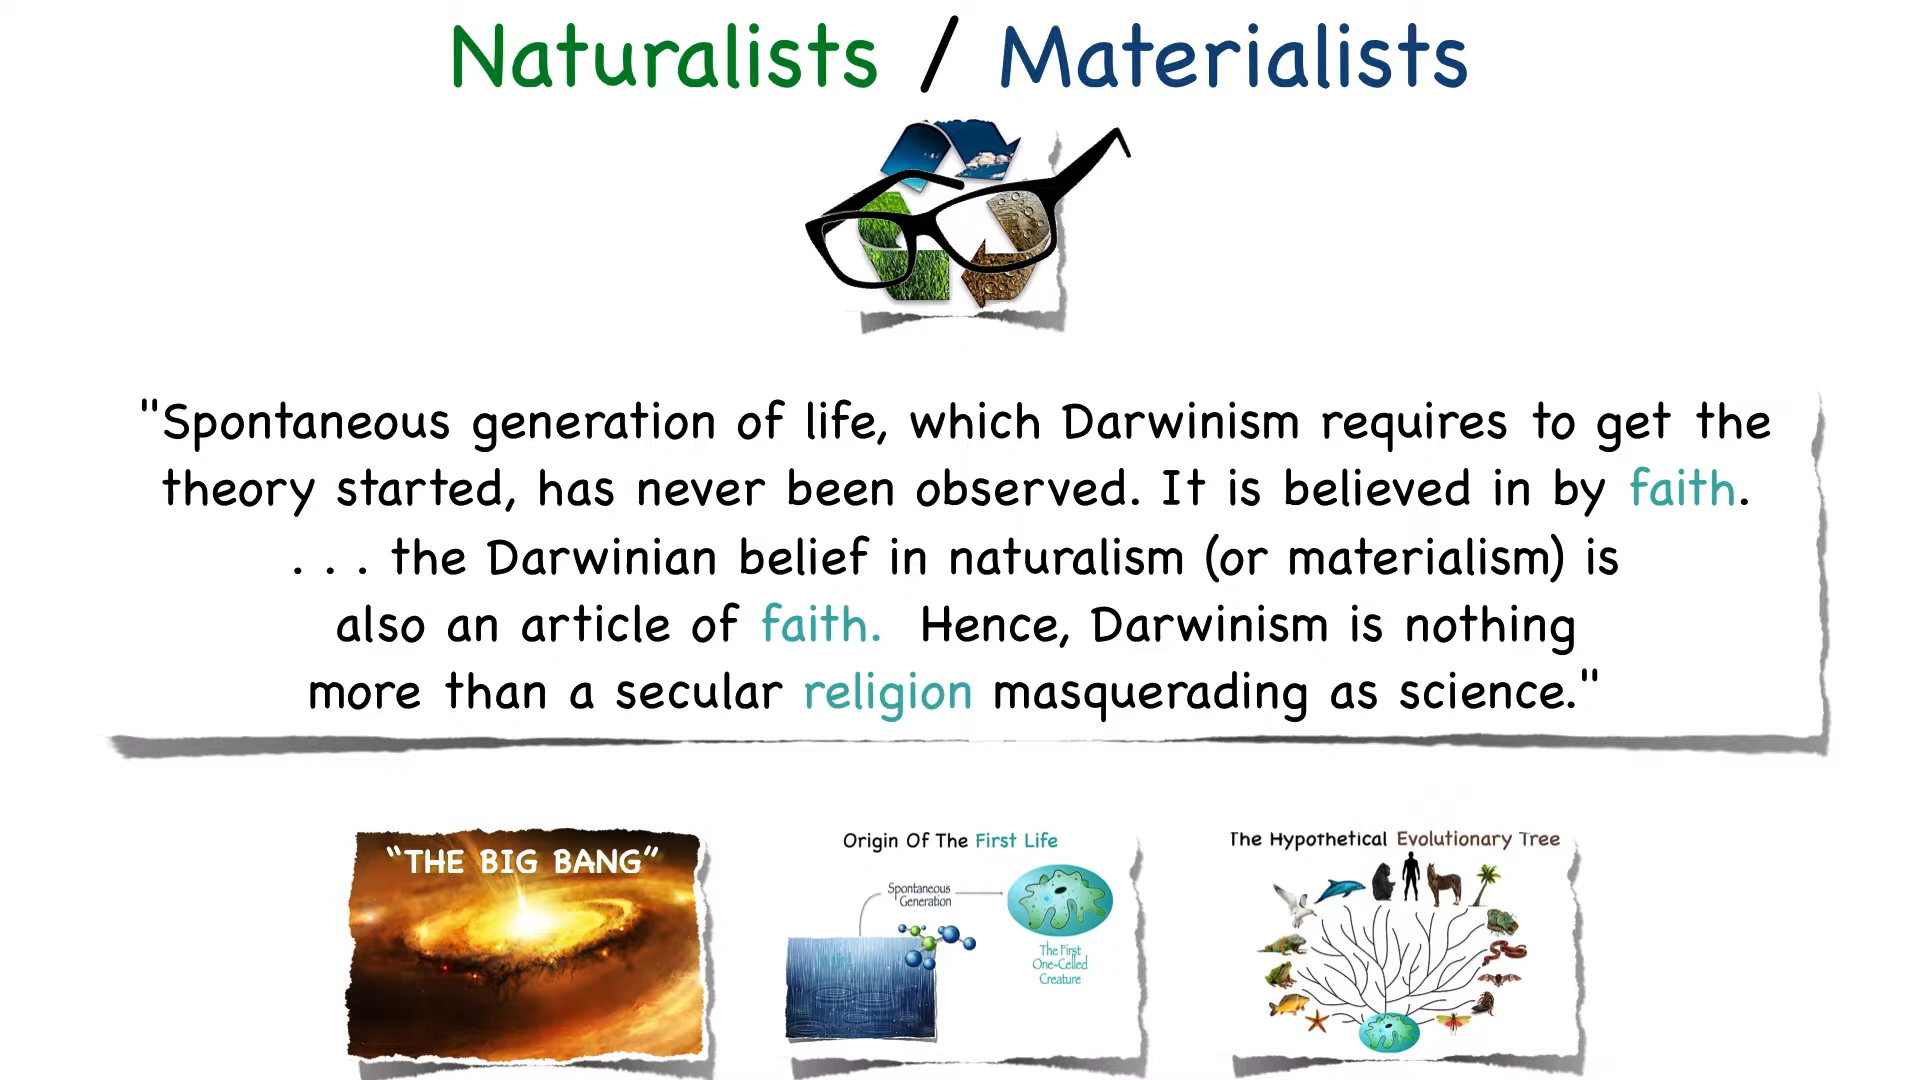 Naturalists / Materialists
"Spontaneous generation of life, which Darwinism requires to get the
theory started, has never been observed. It is believed in by faith.
. . . the Darwinian belief in naturalism (or materialism) is
also an article of faith. Hence, Darwinism is nothing
more than a secular religion masquerading as science."
“THE BIG BANG”
Origin Of The First Life
Spontaneous
Generation
The First
One-Celled
Creature
The Hypothetical Evolutionary Tree